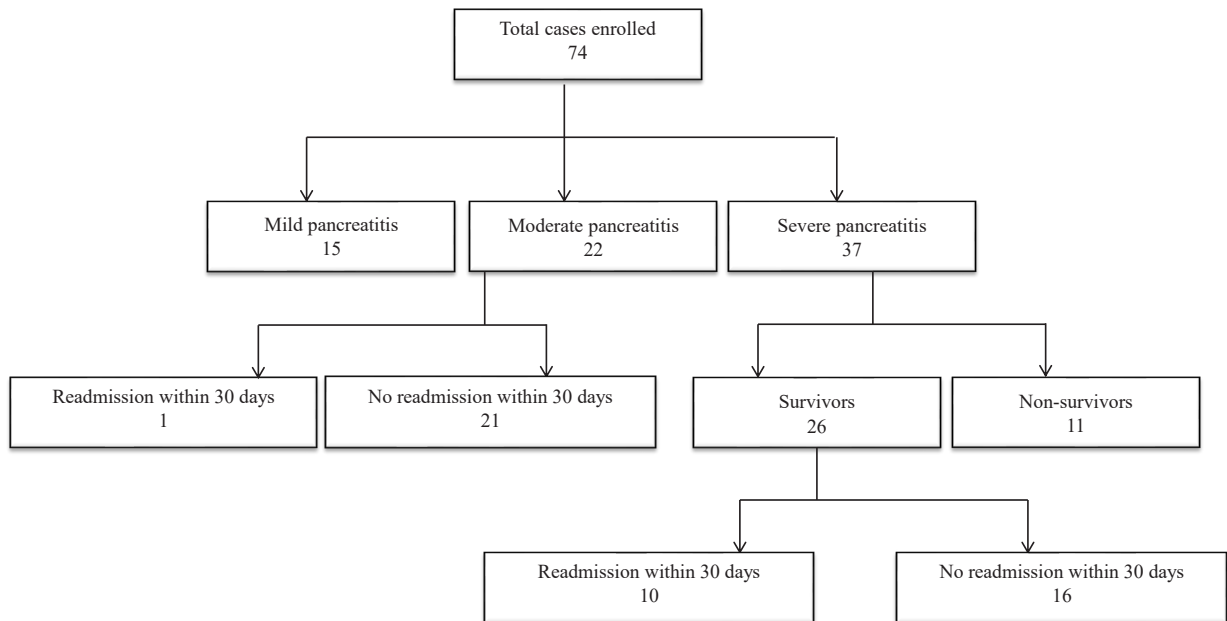 Total cases enrolled
74
Mild pancreatitis
15
Moderate pancreatitis
22
Severe pancreatitis
37
Readmission within 30 days
1
No readmission within 30 days
21
Survivors
26
Non-survivors
11
Readmission within 30 days
10
No readmission within 30 days
16